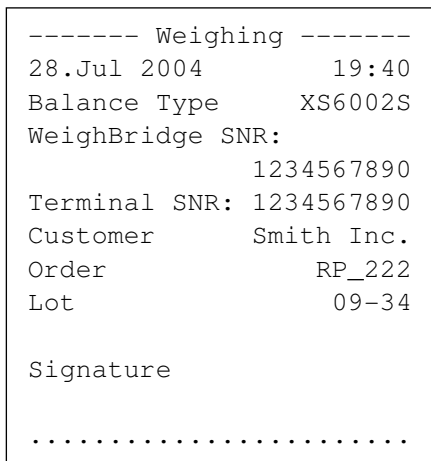 ------- Weighing -------
28.Jul 2004        19:40
Balance Type     XS6002S
WeighBridge SNR:
              1234567890
Terminal SNR: 1234567890
Customer      Smith Inc.
Order             RP_222
Lot                09-34
Signature
........................